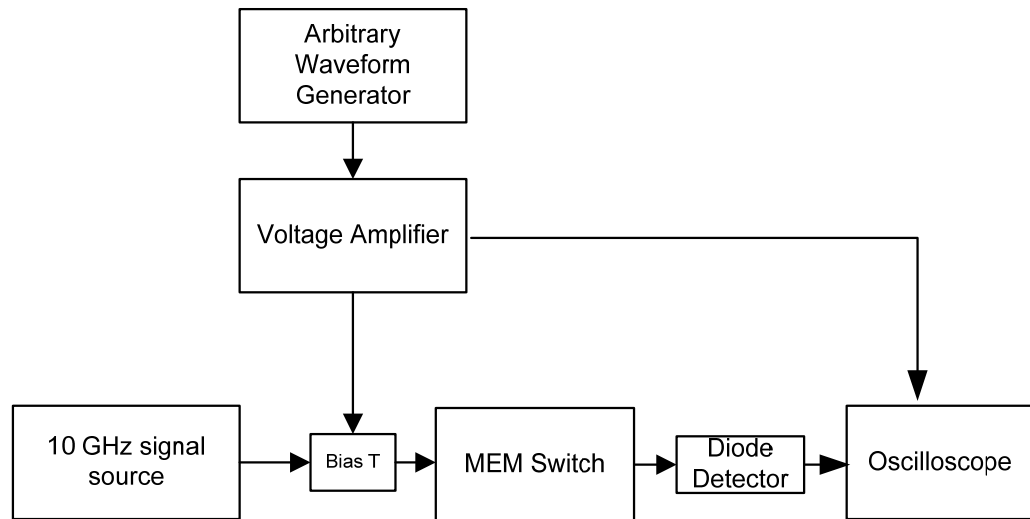 Arbitrary
Waveform
Generator
Voltage Amplifier
10 GHz signal
source
Bias T
MEM Switch
Diode
Detector
Oscilloscope